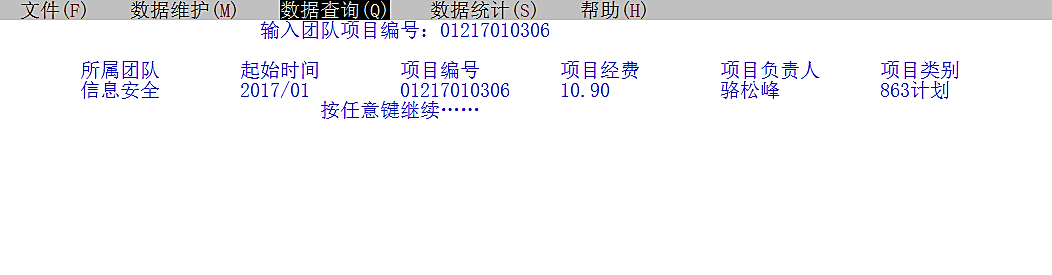 文件(F) 数据维护(M) 数据查询(Q) 数据统计(S) 帮助(H)
输入团队项目编号：01217010306
所属团队 起始时间 项目编号 项目经费 项目负责人 项目类别
信息安全 2017/01 01217010306 10.90 骆松峰 863计划
按任意键继续……